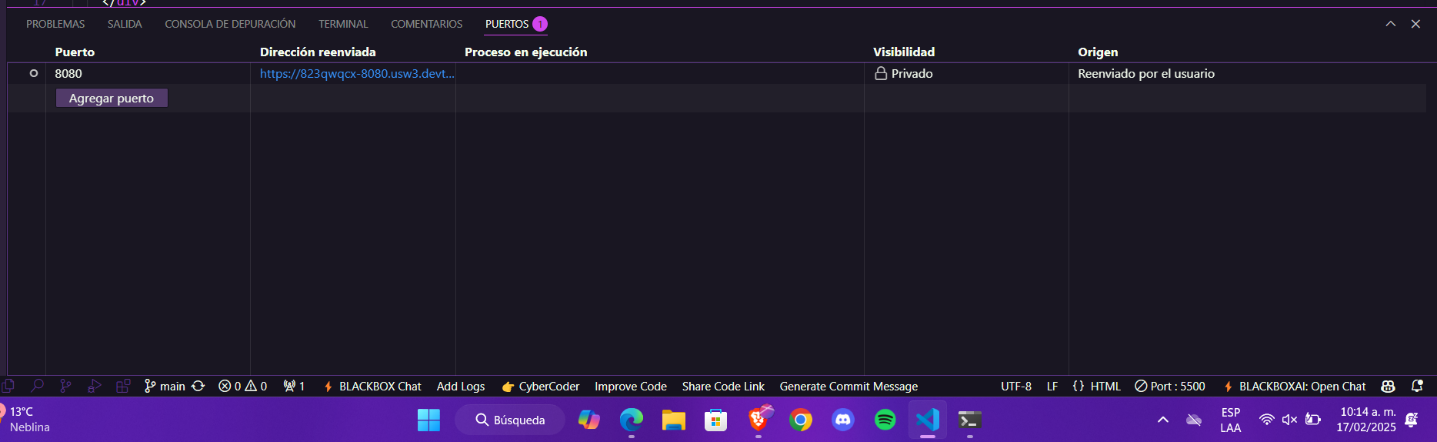 17 </div>
PROBLEMAS SALIDA CONSOLA DE DEPURACIÓN TERMINAL COMENTARIOS PUERTOS 1
Puerto Dirección reenviada Proceso en ejecución Visibilidad Origen
8080 https://823qwqcx-8080.usw3.devt... Privado Reenviado por el usuario
Agregar puerto
main 0 0 1 BLACKBOX Chat Add Logs CyberCoder Improve Code Share Code Link Generate Commit Message UTF-8 LF {} HTML Port : 5500 BLACKBOXAI: Open Chat
13°C
Neblina
Búsqueda
ESP
LAA
10:14 a. m.
17/02/2025